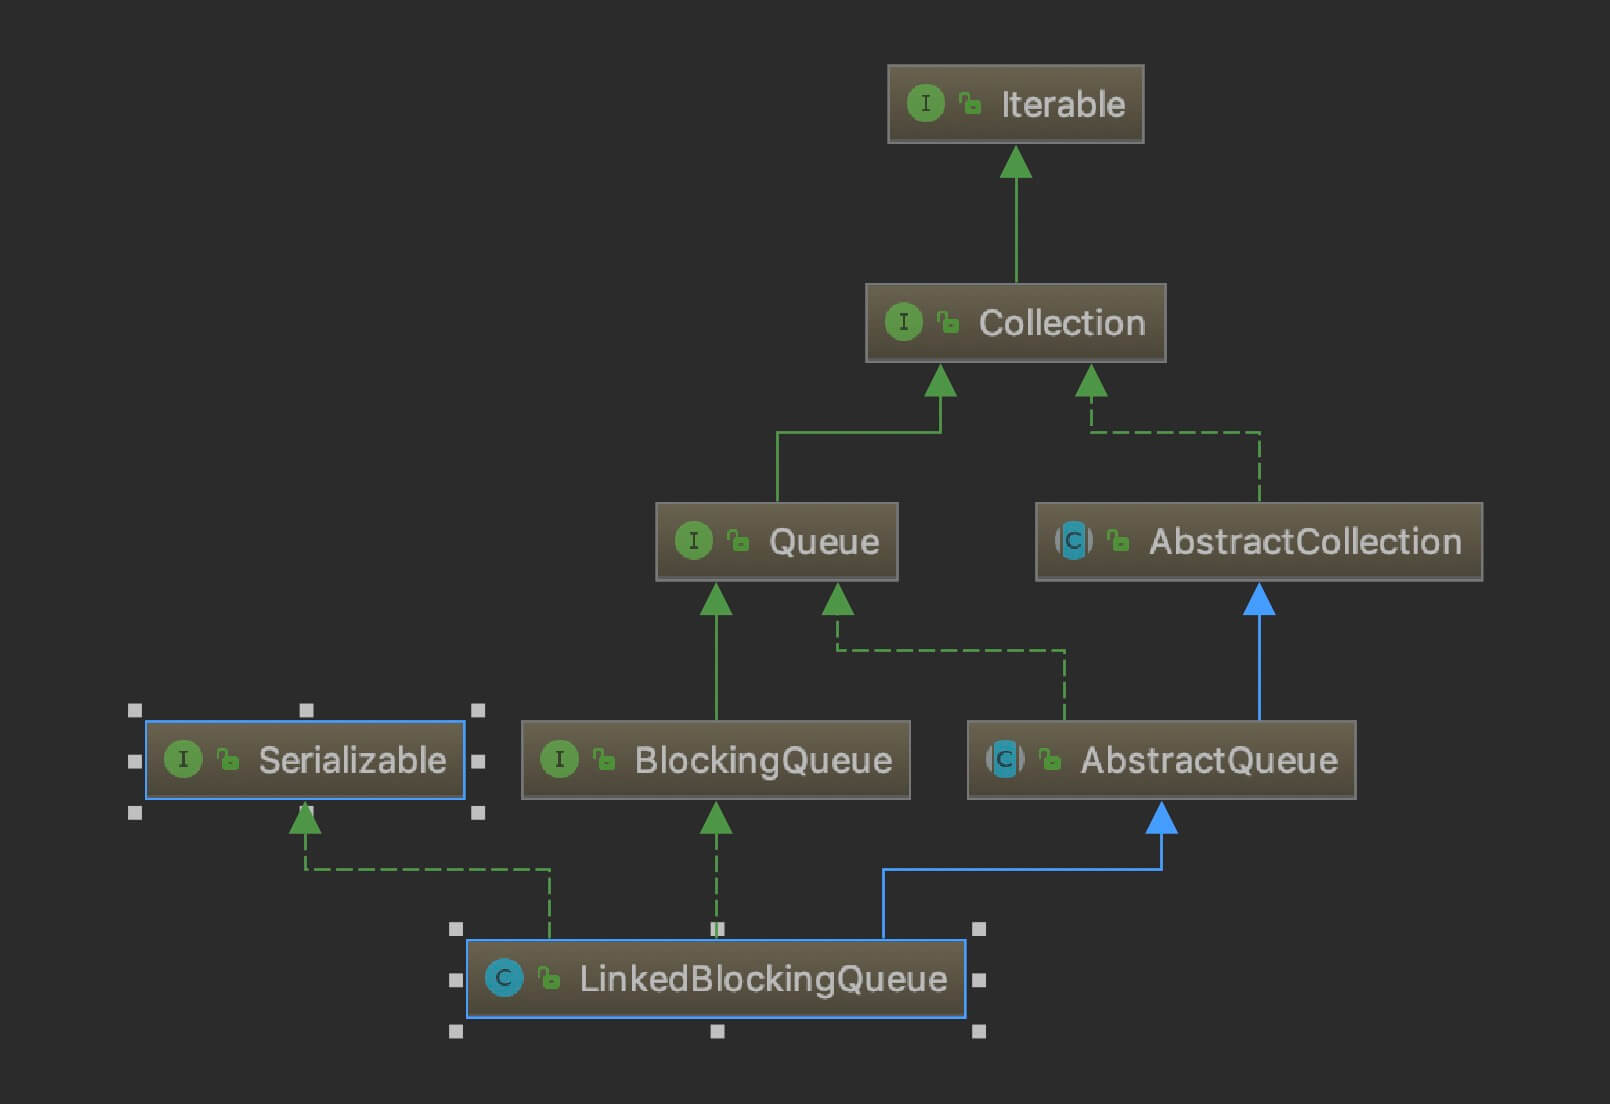 I Iterable
I Collection
I Queue
C AbstractCollection
I Serializable
I BlockingQueue
C AbstractQueue
C LinkedBlockingQueue